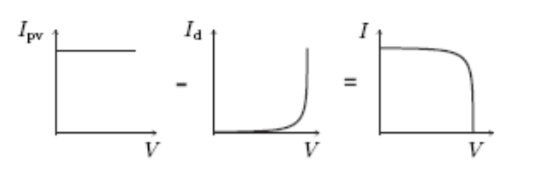 I_pv I_d I
- =
V V V